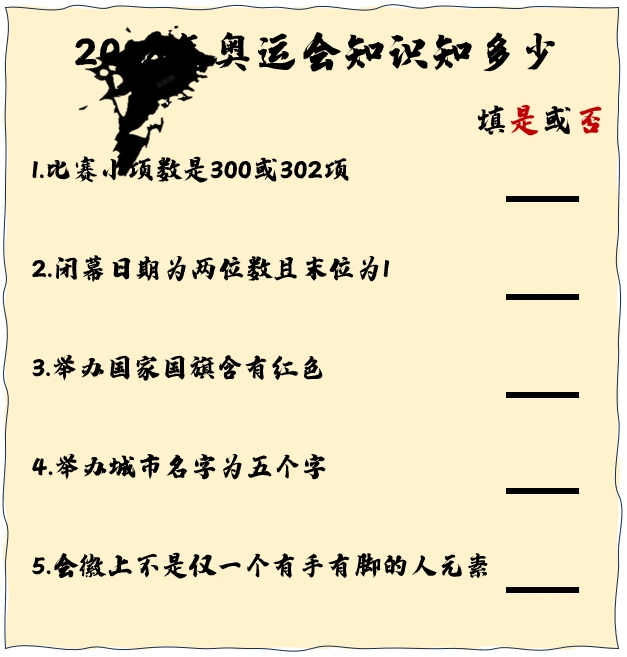 20 奥运会知识知多少
填是或否
1.比赛小项数是300或302项
2.闭幕日期为两位数且末位为1
3.举办国家国旗含有红色
4.举办城市名字为五个字
5.会徽上不是仅一个有手有脚的人元素